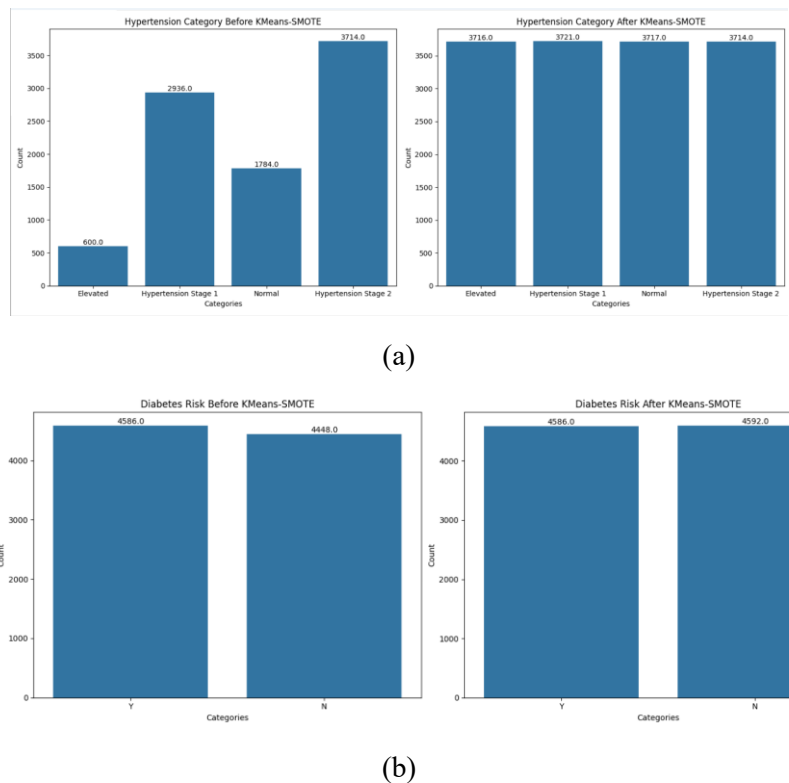 Hypertension Category Before KMeans-SMOTE
3500
3000
2500
2000
1500
1000
500
0
Count
600.0
2936.0
1784.0
3714.0
Elevated
Hypertension Stage 1
Normal
Hypertension Stage 2
Categories
Hypertension Category After KMeans-SMOTE
3500
3000
2500
2000
1500
1000
500
0
Count
3716.0
3721.0
3717.0
3714.0
Elevated
Hypertension Stage 1
Normal
Hypertension Stage 2
Categories
(a)
Diabetes Risk Before KMeans-SMOTE
4000
3000
2000
1000
0
Count
4586.0
4448.0
Y
N
Categories
Diabetes Risk After KMeans-SMOTE
4000
3000
2000
1000
0
Count
4586.0
4592.0
Y
N
Categories
(b)